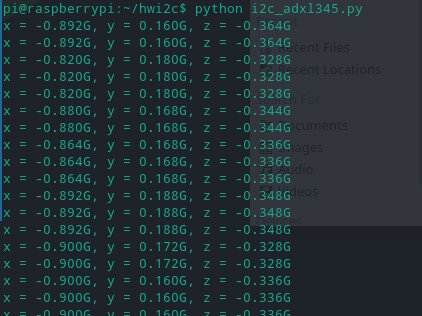 pi@raspberrypi:~/hwi2c$ python i2c_adxl345.py
x = -0.892G, y = 0.160G, z = -0.364G
x = -0.892G, y = 0.160G, z = -0.364G
x = -0.820G, y = 0.180G, z = -0.328G
x = -0.820G, y = 0.180G, z = -0.328G
x = -0.820G, y = 0.180G, z = -0.328G
x = -0.880G, y = 0.168G, z = -0.344G
x = -0.880G, y = 0.168G, z = -0.344G
x = -0.864G, y = 0.168G, z = -0.336G
x = -0.864G, y = 0.168G, z = -0.336G
x = -0.864G, y = 0.168G, z = -0.336G
x = -0.892G, y = 0.188G, z = -0.348G
x = -0.892G, y = 0.188G, z = -0.348G
x = -0.892G, y = 0.188G, z = -0.348G
x = -0.900G, y = 0.172G, z = -0.328G
x = -0.900G, y = 0.172G, z = -0.328G
x = -0.900G, y = 0.160G, z = -0.336G
x = -0.900G, y = 0.160G, z = -0.336G
x = -0.900G, y = 0.160G, z = -0.336G
Recent Files
Recent Locations
For
Documents
Images
Audio
Videos